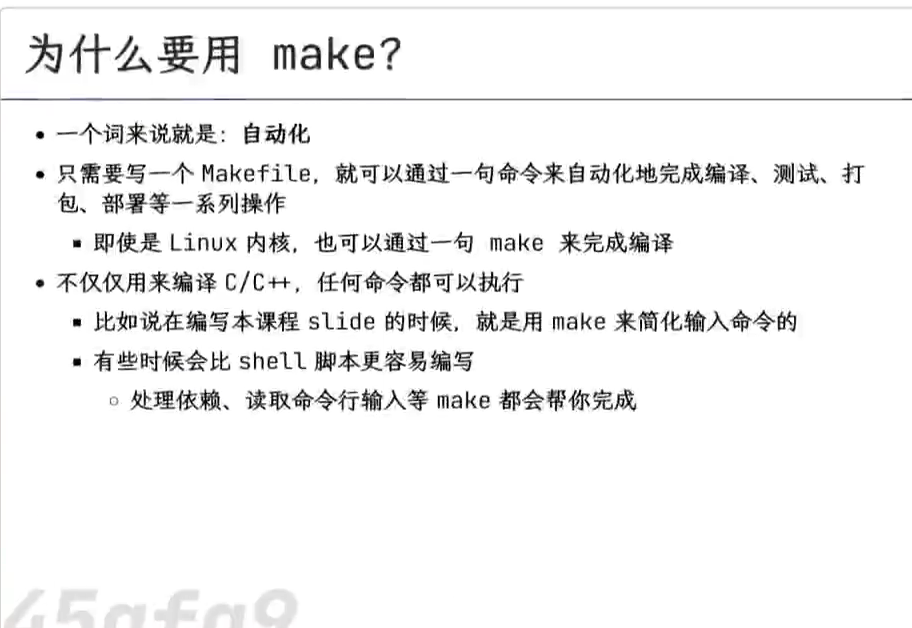 为什么要用 make？
• 一个词来说就是：自动化
• 只需要写一个 Makefile，就可以通过一句命令来自动化地完成编译、测试、打
包、部署等一系列操作
▪ 即使是 Linux 内核，也可以通过一句 make 来完成编译
• 不仅仅用来编译 C/C++，任何命令都可以执行
▪ 比如说在编写本课程 slide 的时候，就是用 make 来简化输入命令的
▪ 有些时候会比 shell 脚本更容易编写
○ 处理依赖、读取命令行输入等 make 都会帮你完成